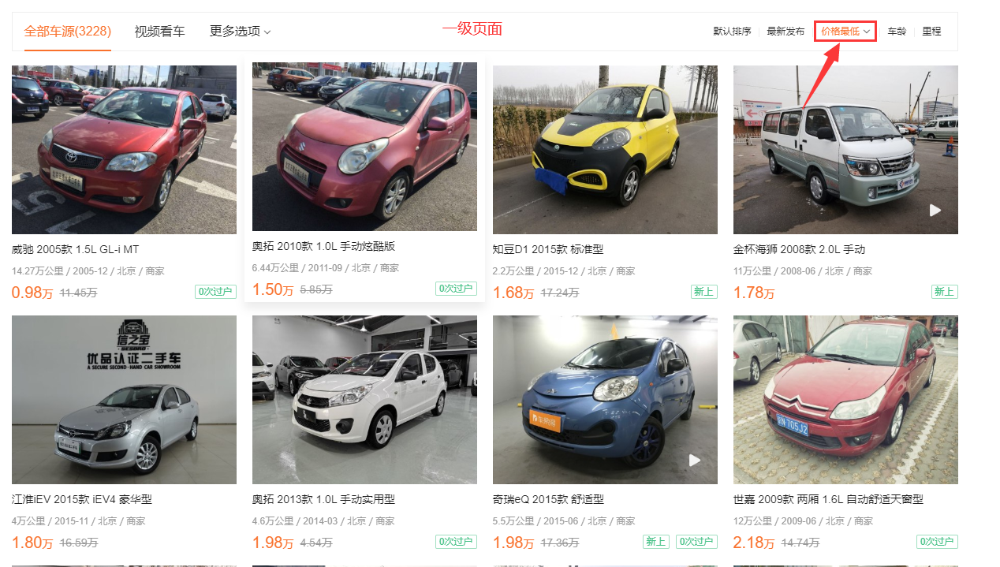 全部车源(3228) 视频看车 更多选项 一级页面 默认排序 最新发布 价格最低 车龄 里程
信之宝
SESORO
优品认证二手车
A SECURE SECOND-HAND CAR SHOWROOM
京N 705J2
威驰 2005款 1.5L GL-i MT
14.27万公里 / 2005-12 / 北京 / 商家
0.98万 11.45万 0次过户
奥拓 2010款 1.0L 手动炫酷版
6.44万公里 / 2011-09 / 北京 / 商家
1.50万 5.85万 0次过户
知豆D1 2015款 标准型
2.2万公里 / 2015-12 / 北京 / 商家
1.68万 17.24万 新上
金杯海狮 2008款 2.0L 手动
11万公里 / 2008-06 / 北京 / 商家
1.78万 新上
江淮iEV 2015款 iEV4 豪华型
4万公里 / 2015-11 / 北京 / 商家
1.80万 16.59万
奥拓 2013款 1.0L 手动实用型
4.6万公里 / 2014-03 / 北京 / 商家
1.98万 4.54万 0次过户
奇瑞eQ 2015款 舒适型
5.5万公里 / 2015-06 / 北京 / 商家
1.98万 17.36万 新上 0次过户
世嘉 2009款 两厢 1.6L 自动舒适天窗型
12万公里 / 2009-06 / 北京 / 商家
2.18万 14.74万 0次过户